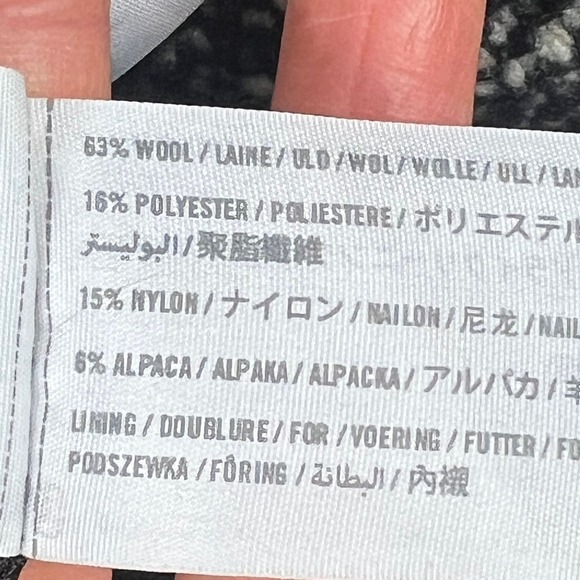 63% WOOL / LAINE / ULD / WOL / WOLLE / ULL /
16% POLYESTER / POLIESTERE / ポリエステル
البوليستر / 聚脂纖維
15% NYLON / ナイロン / NAILON / 尼龙 /
6% ALPACA / ALPAKA / ALPACKA / アルパカ /
LINING / DOUBLURE / FOR / VOERING / FUTTER /
PODSZEWKA / FÔRING / البطانة / 內襯